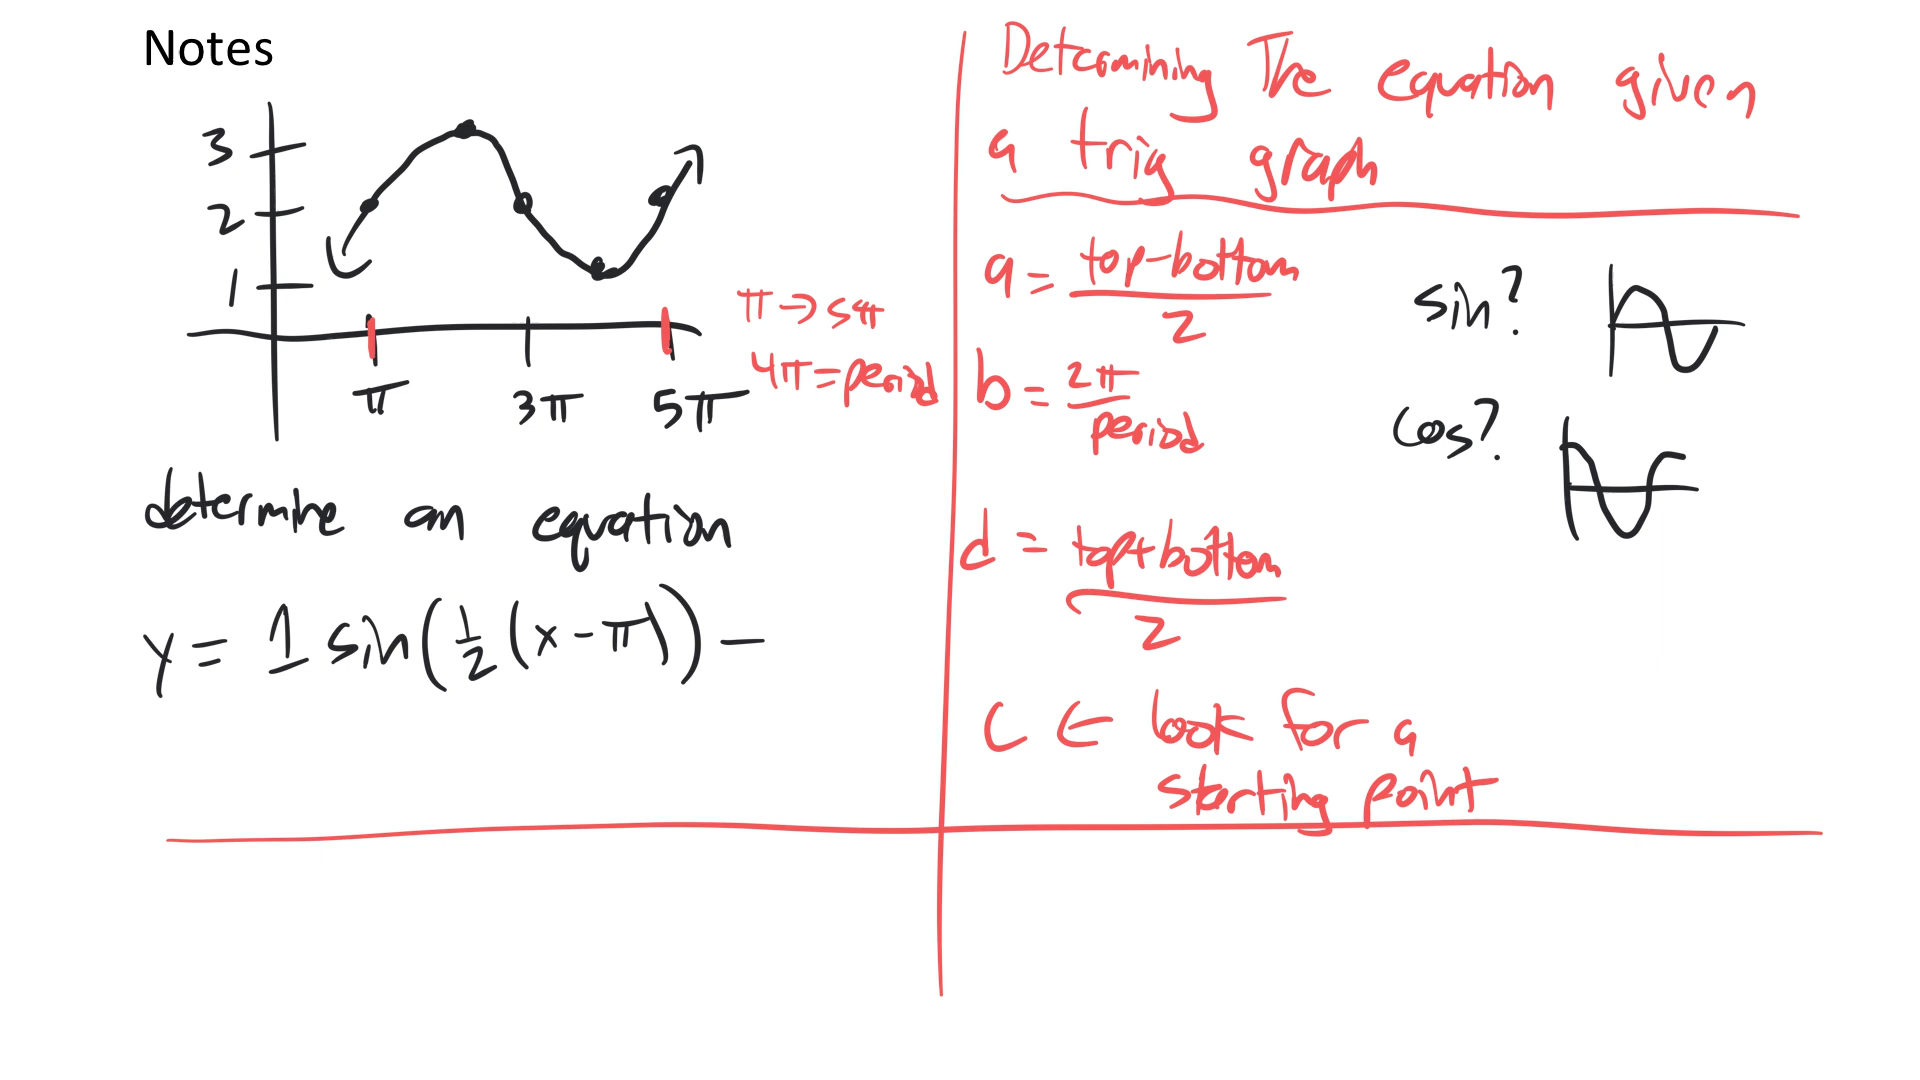 Notes
3
2
1
π
3π
5π
π → 5π
4π = period
determine an equation
y = 1 sin(1/2(x - π)) -
Determining The equation given
a trig graph
a = top-bottom/2
b = 2π/period
d = top+bottom/2
c ← look for a
starting point
sin?
cos?